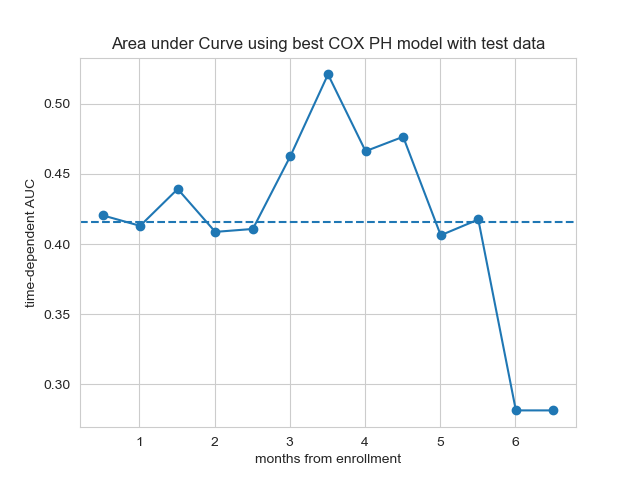 Area under Curve using best COX PH model with test data
time-dependent AUC
0.50
0.45
0.40
0.35
0.30
1 2 3 4 5 6
months from enrollment